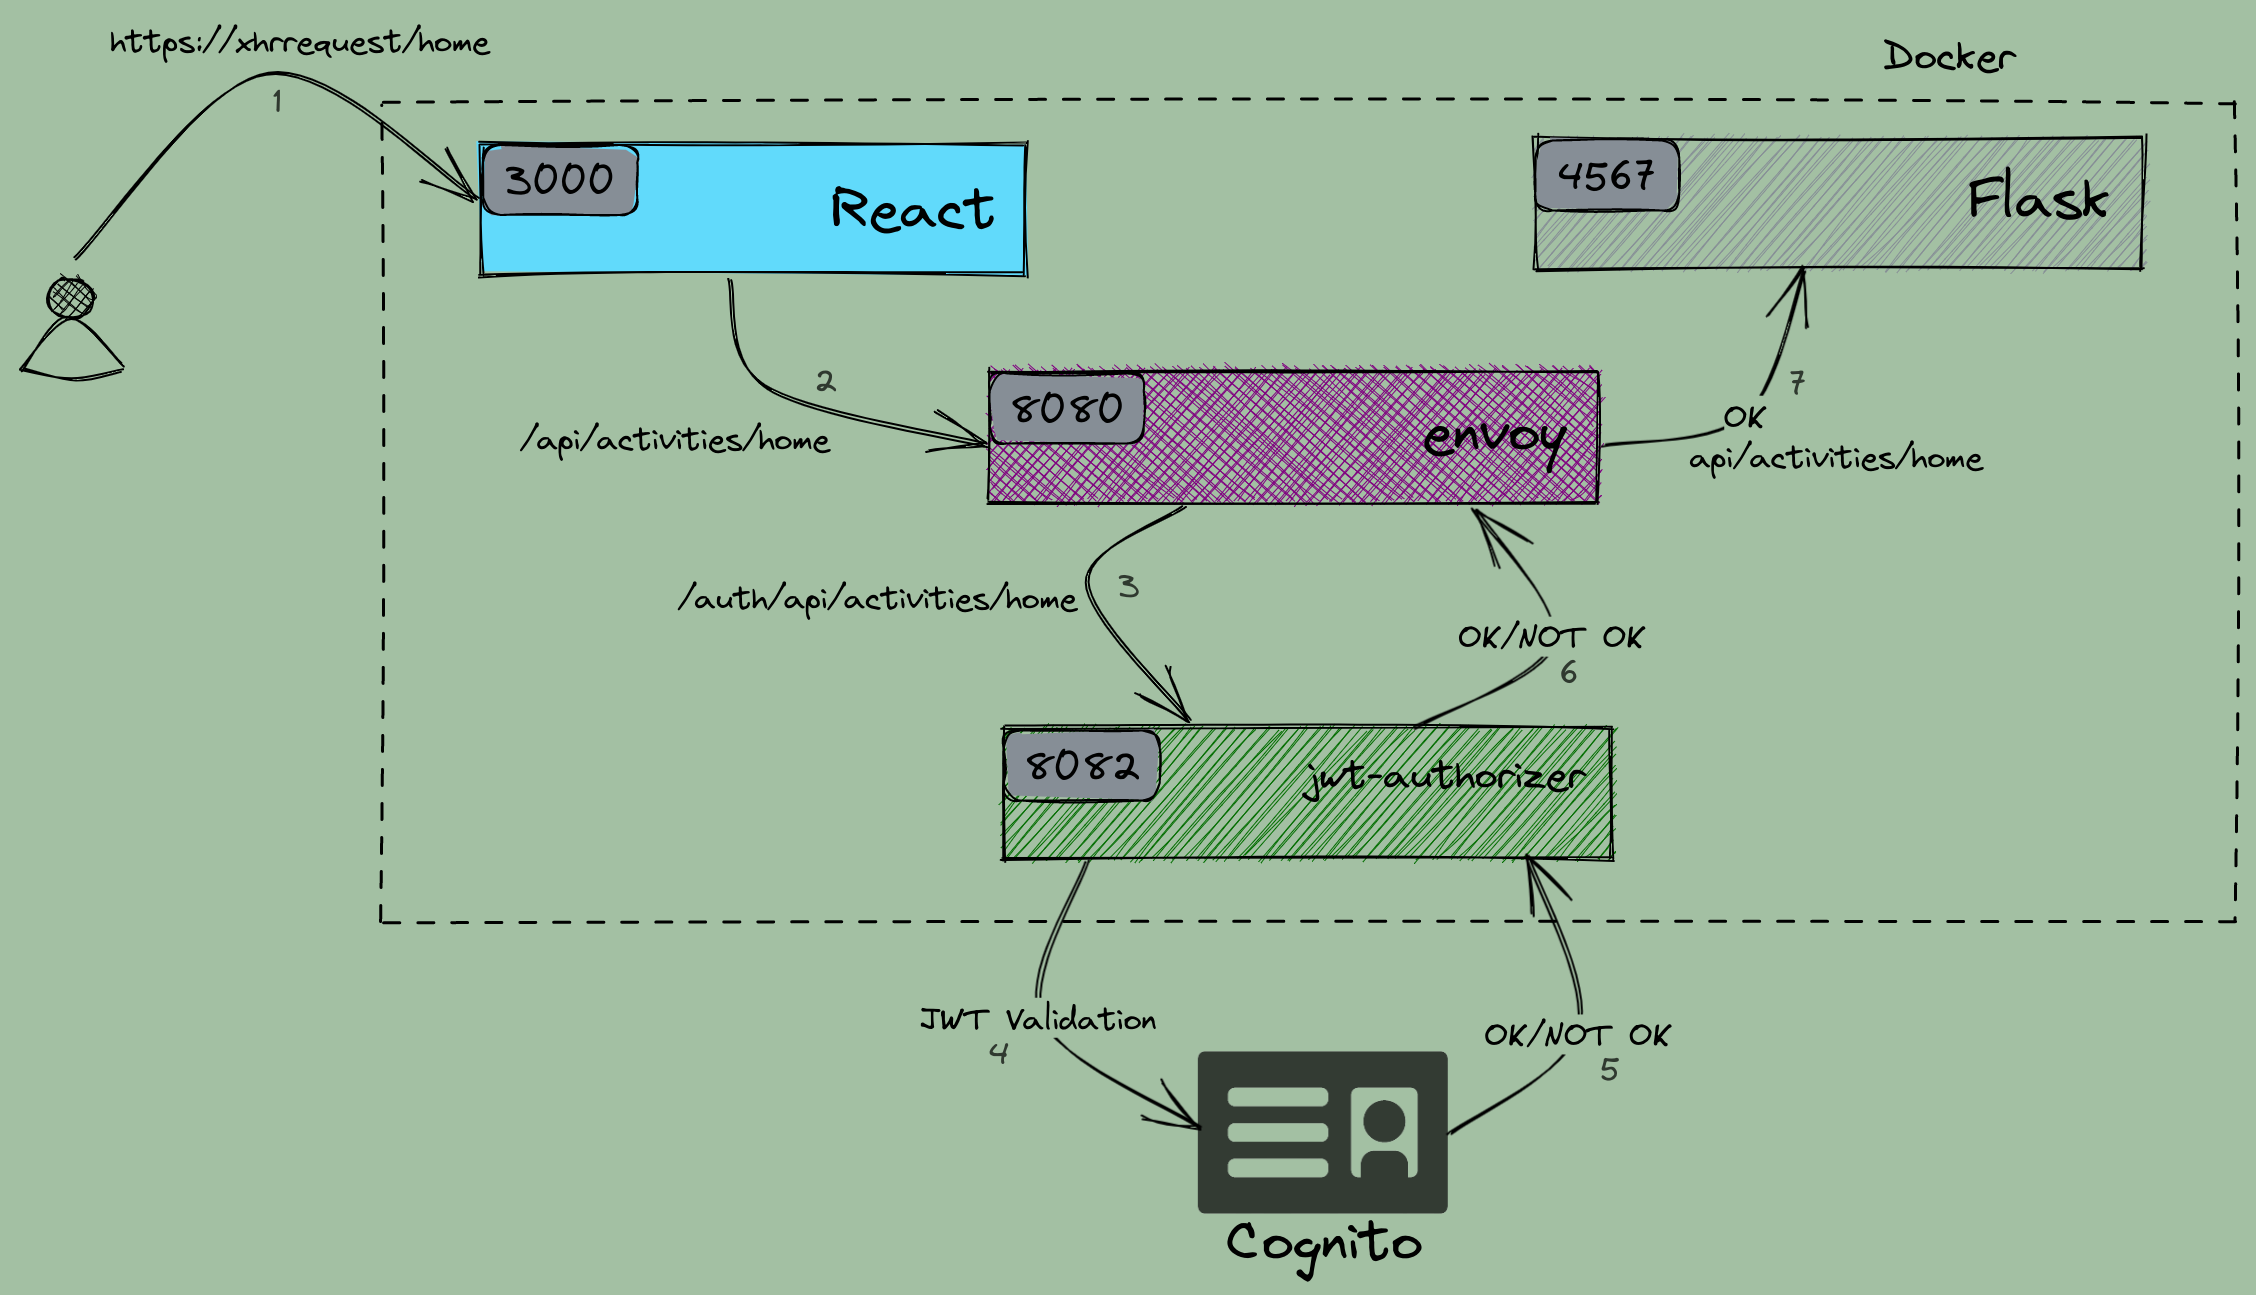 https://xhrrequest/home
1
Docker
3000
React
4567
Flask
2
/api/activities/home
8080
envoy
7
OK
api/activities/home
3
/auth/api/activities/home
OK/NOT OK
6
8082
jwt-authorizer
JWT Validation
4
OK/NOT OK
5
Cognito